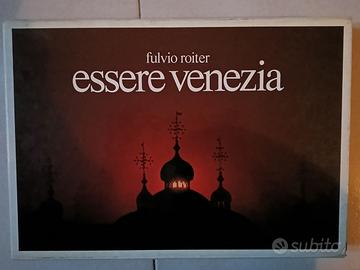 fulvio roiter
essere venezia
subito